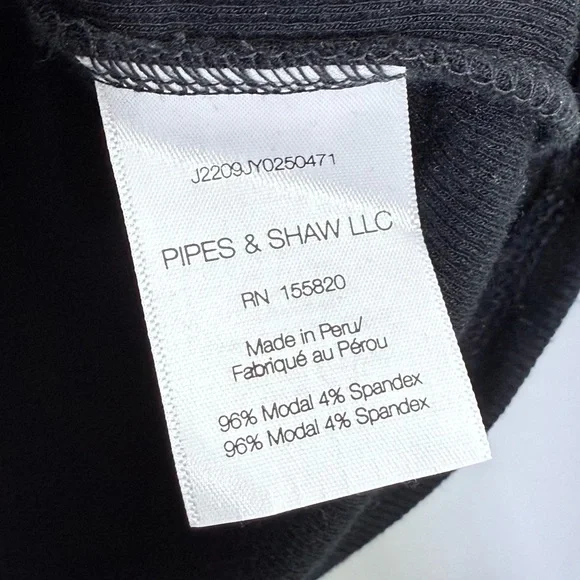 J2209JY0250471
PIPES & SHAW LLC
RN 155820
Made in Peru/
Fabriqué au Pérou
96% Modal 4% Spandex
96% Modal 4% Spandex